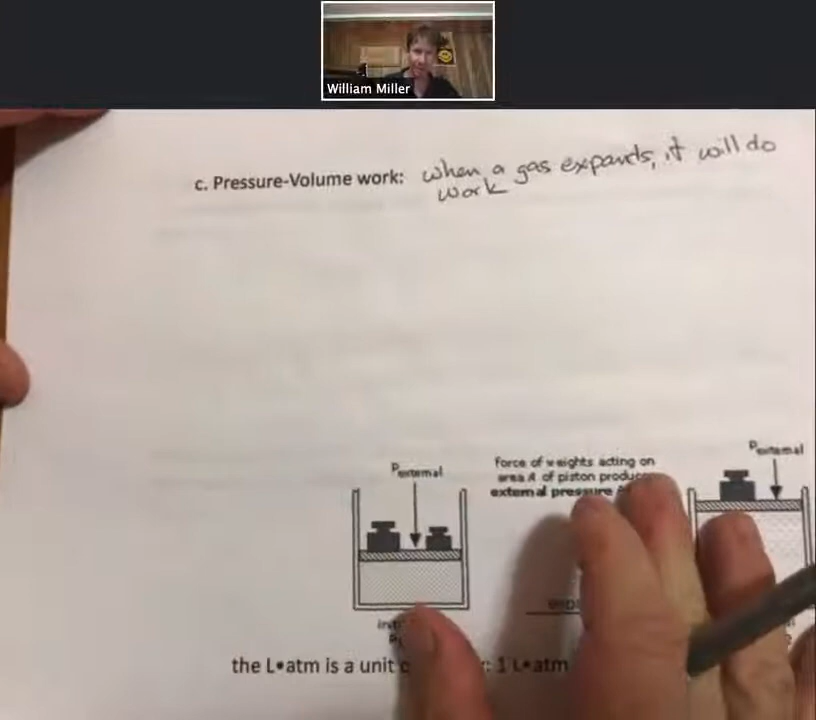 William Miller
c. Pressure-Volume work: when a gas expands, it will do
work
Pexternal
force of weights acting on
area A of piston
external pressure
Pexternal
the L•atm is a unit
: 1 L•atm